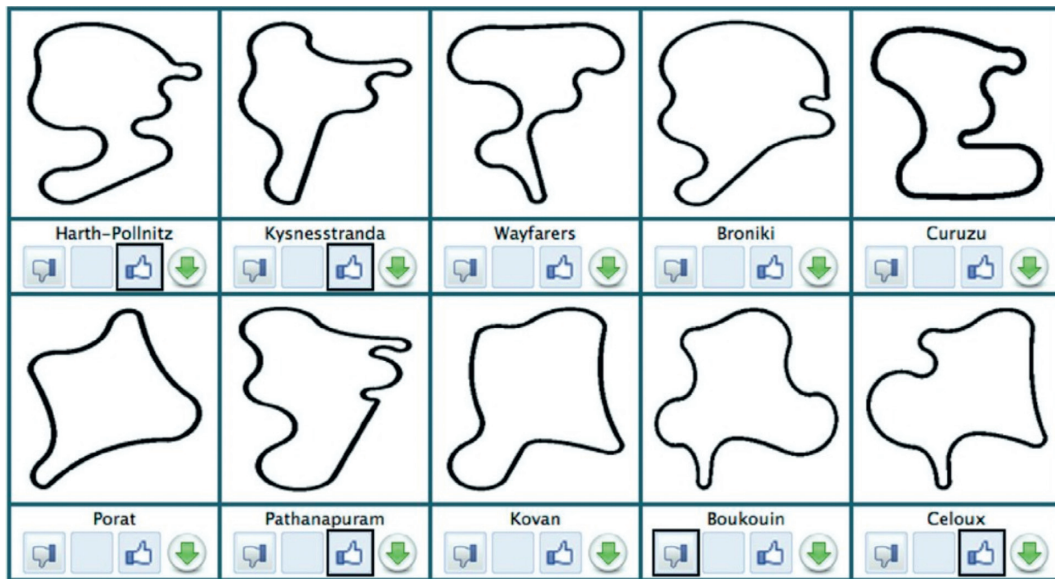 Harth-Pollnitz
Kysnesstranda
Wayfarers
Broniki
Curuzu
Porat
Pathanapuram
Kovan
Boukouin
Celoux